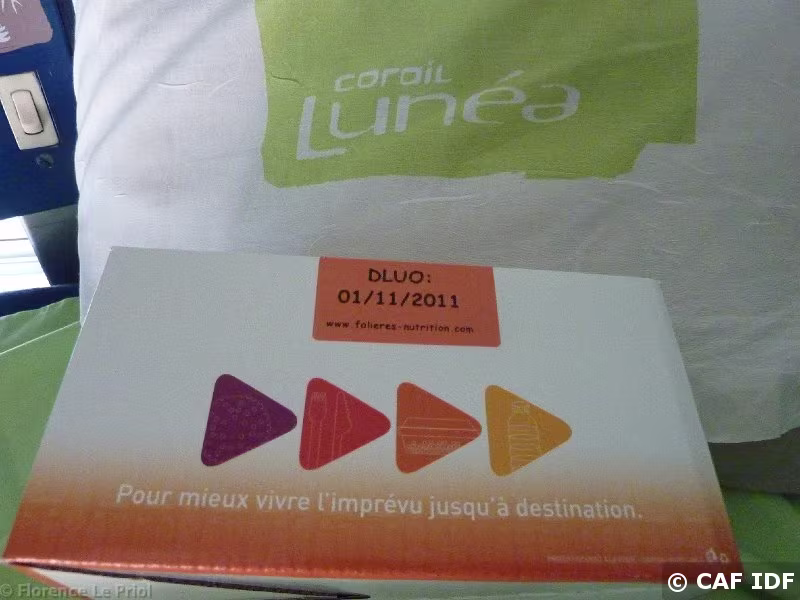 coroil
Lunéa
DLUO:
01/11/2011
www.falieres-nutrition.com
Pour mieux vivre l'imprévu jusqu'à destination.
© Florence Le Priol
© CAF IDF